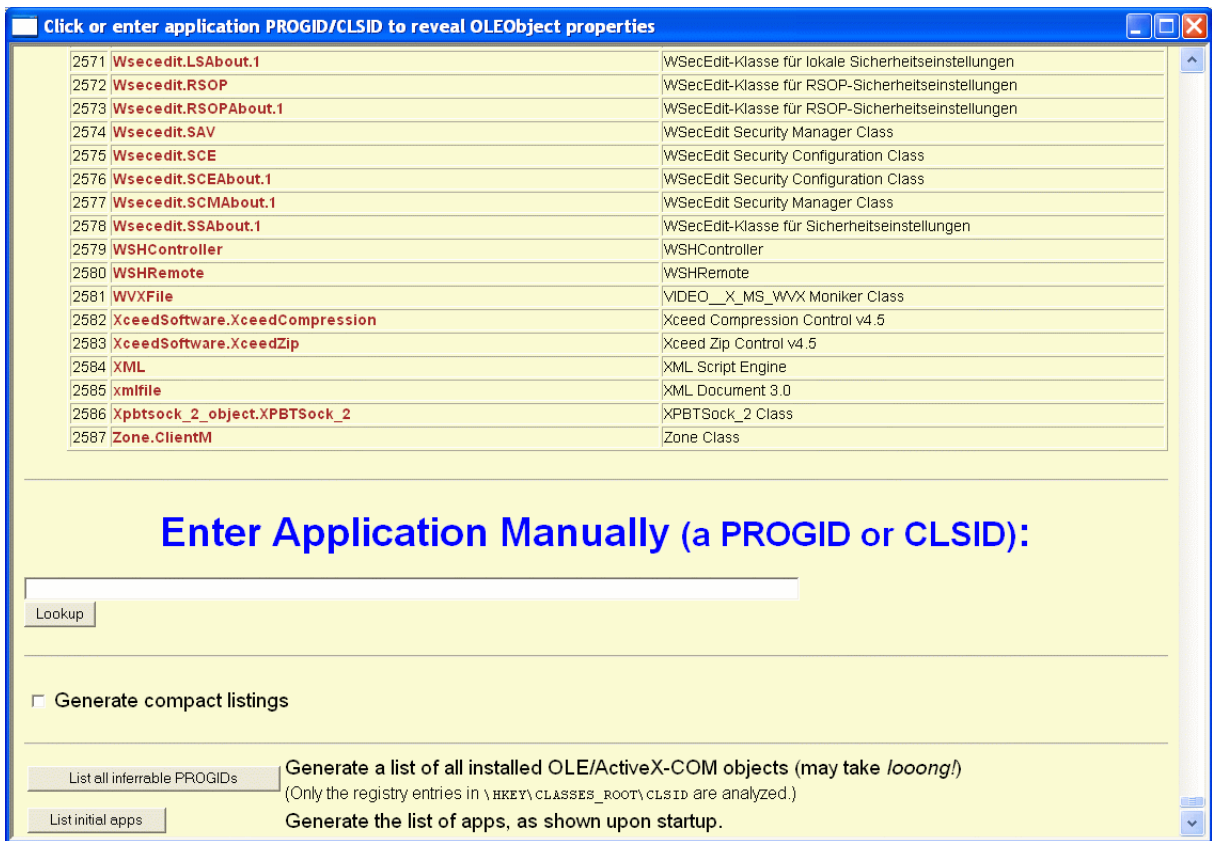 Click or enter application PROGID/CLSID to reveal OLEObject properties
2571 Wsecedit.LSAbout.1 WSecEdit-Klasse für lokale Sicherheitseinstellungen
2572 Wsecedit.RSOP WSecEdit-Klasse für RSOP-Sicherheitseinstellungen
2573 Wsecedit.RSOPAbout.1 WSecEdit-Klasse für RSOP-Sicherheitseinstellungen
2574 Wsecedit.SAV WSecEdit Security Manager Class
2575 Wsecedit.SCE WSecEdit Security Configuration Class
2576 Wsecedit.SCEAbout.1 WSecEdit Security Configuration Class
2577 Wsecedit.SCMAbout.1 WSecEdit Security Manager Class
2578 Wsecedit.SSAbout.1 WSecEdit-Klasse für Sicherheitseinstellungen
2579 WSHController WSHController
2580 WSHRemote WSHRemote
2581 WVXFile VIDEO__X_MS_WVX Moniker Class
2582 XceedSoftware.XceedCompression Xceed Compression Control v4.5
2583 XceedSoftware.XceedZip Xceed Zip Control v4.5
2584 XML XML Script Engine
2585 xmlfile XML Document 3.0
2586 Xpbtsock_2_object.XPBTSock_2 XPBTSock_2 Class
2587 Zone.ClientM Zone Class
Enter Application Manually (a PROGID or CLSID):
Lookup
Generate compact listings
List all inferrable PROGIDs Generate a list of all installed OLE/ActiveX-COM objects (may take looong!)
(Only the registry entries in \HKEY\CLASSES_ROOT\CLSID are analyzed.)
List initial apps Generate the list of apps, as shown upon startup.